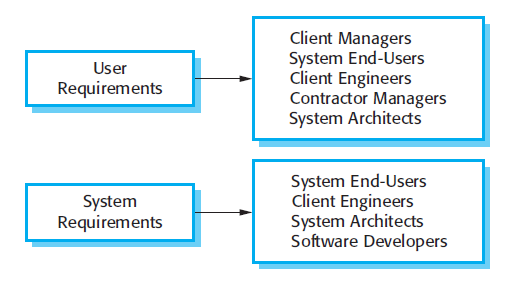 User
Requirements
Client Managers
System End-Users
Client Engineers
Contractor Managers
System Architects
System
Requirements
System End-Users
Client Engineers
System Architects
Software Developers